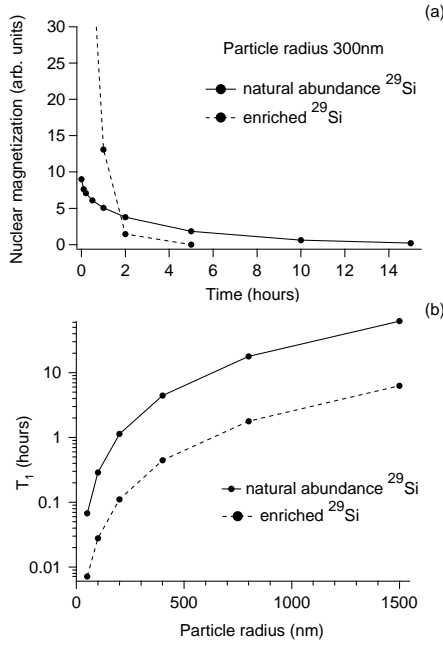 (a)
30
25
20
15
10
5
0
Nuclear magnetization (arb. units)
Particle radius 300nm
natural abundance ²⁹Si
enriched ²⁹Si
0 2 4 6 8 10 12 14
Time (hours)
(b)
10
1
0.1
0.01
T₁ (hours)
natural abundance ²⁹Si
enriched ²⁹Si
0 500 1000 1500
Particle radius (nm)